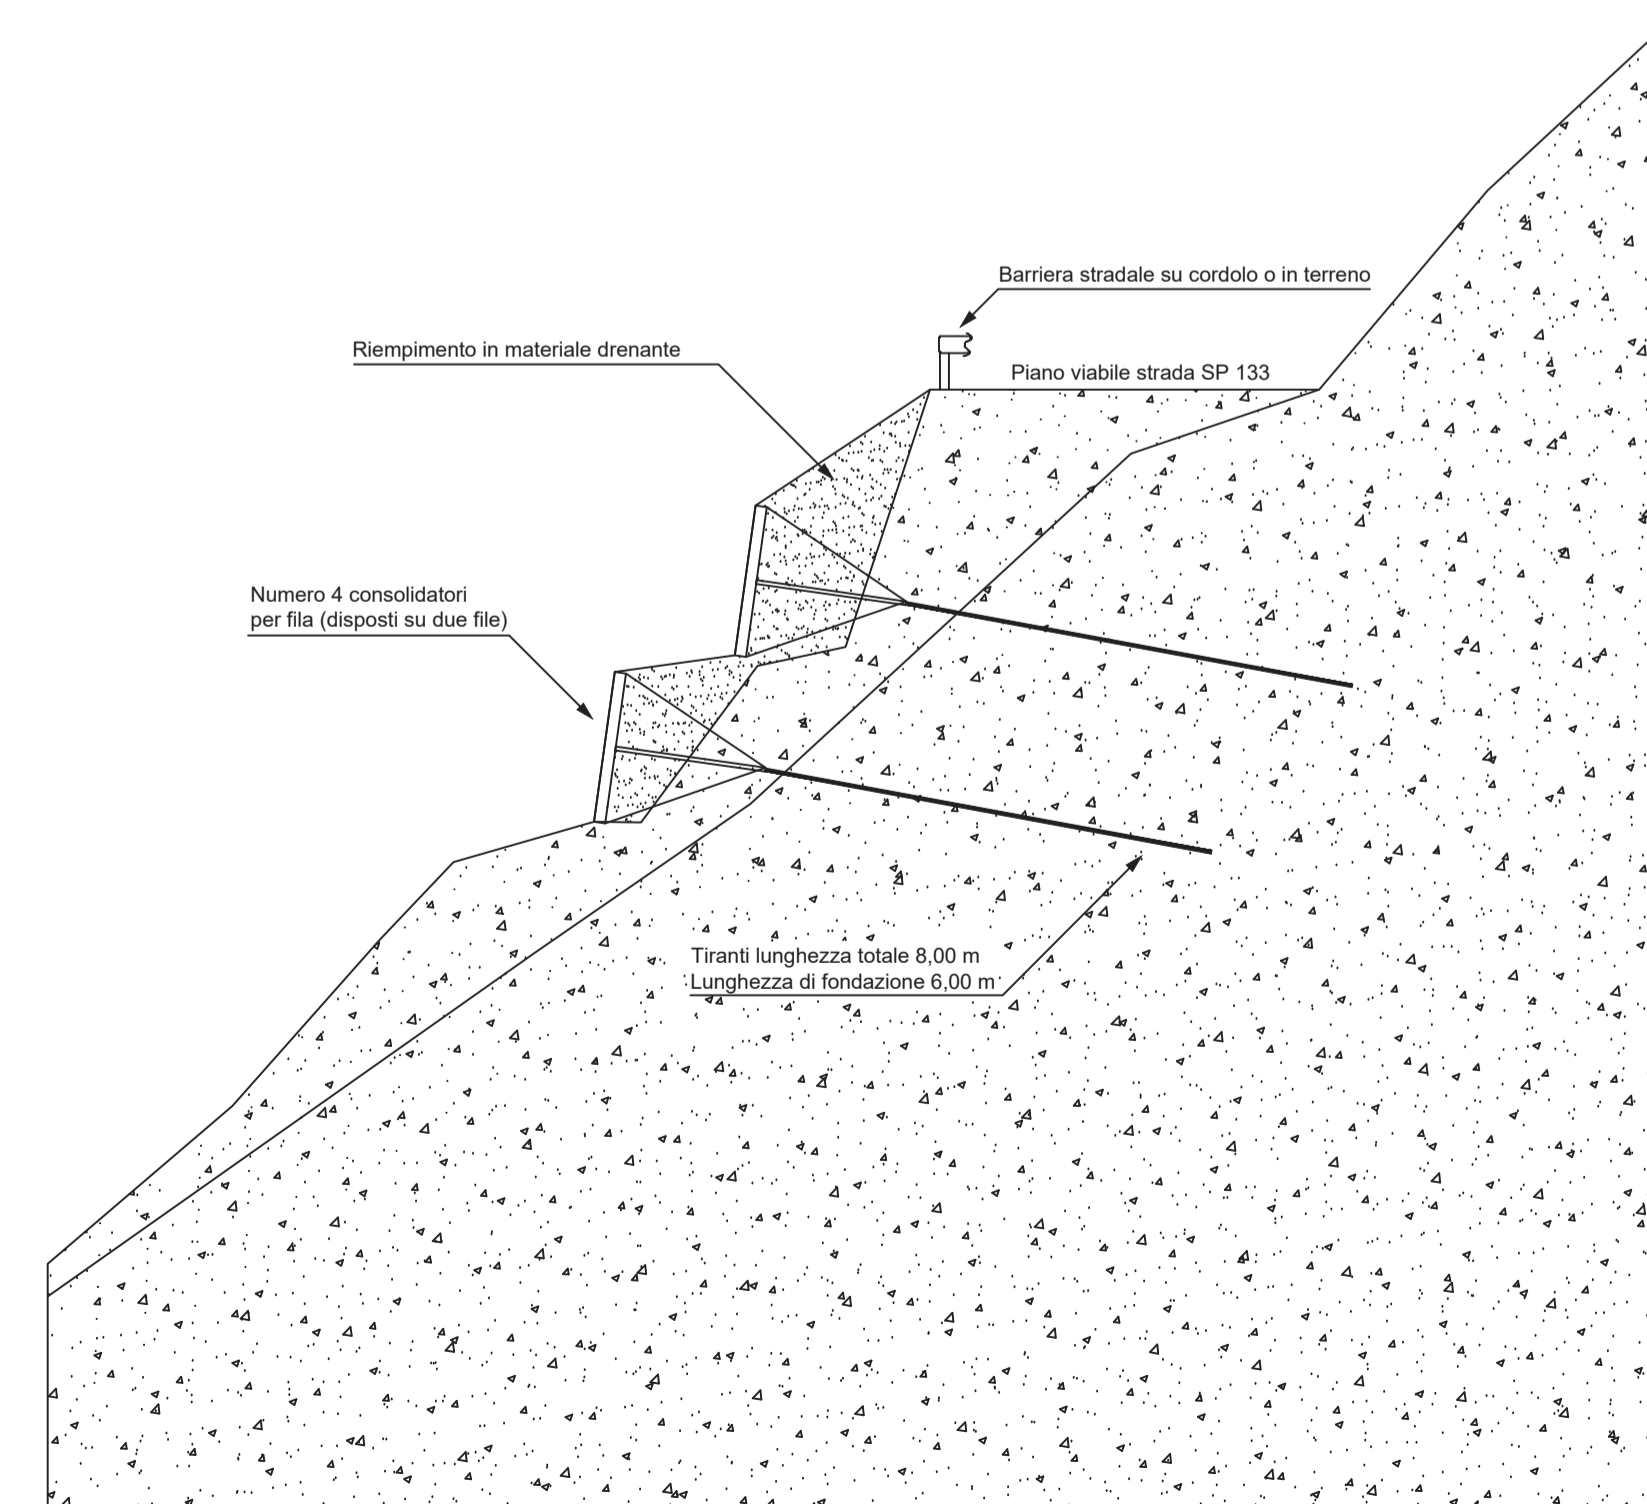 Barriera stradale su cordolo o in terreno
Riempimento in materiale drenante
Piano viabile strada SP 133
Numero 4 consolidatori
per fila (disposti su due file)
Tiranti lunghezza totale 8,00 m
Lunghezza di fondazione 6,00 m